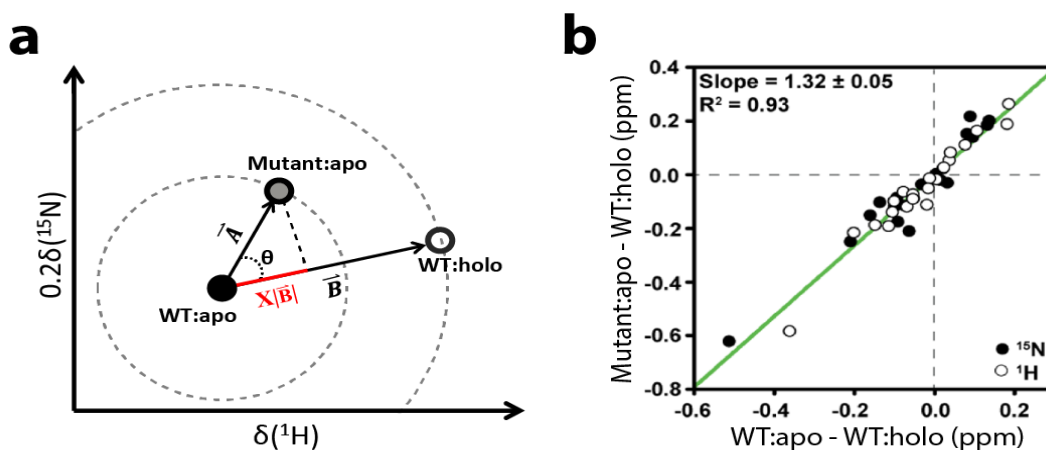 a
0.2δ(¹⁵N)
Mutant:apo
A
θ
X|B|
B
WT:apo
WT:holo
δ(¹H)
b
Mutant:apo - WT:holo (ppm)
Slope = 1.32 ± 0.05
R² = 0.93
0.4
0.2
0.0
-0.2
-0.4
-0.6
-0.8
¹⁵N
¹H
-0.6 -0.4 -0.2 0.0 0.2
WT:apo - WT:holo (ppm)